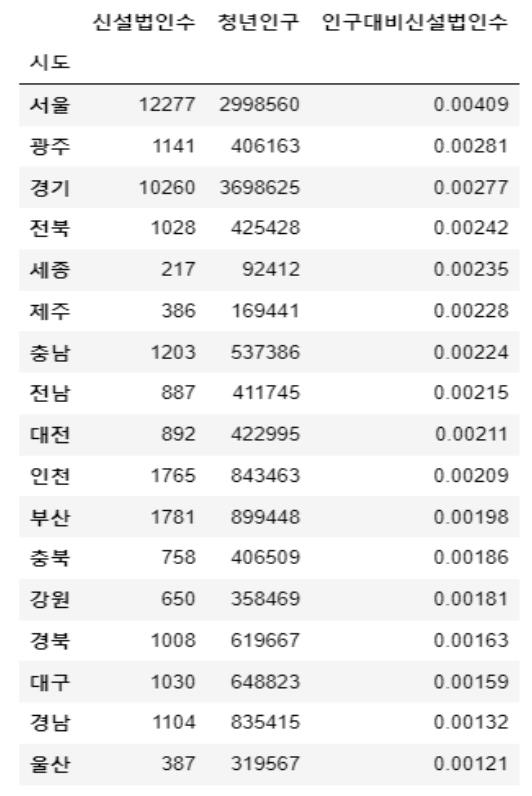 신설법인수 청년인구 인구대비신설법인수
시도
서울 12277 2998560 0.00409
광주 1141 406163 0.00281
경기 10260 3698625 0.00277
전북 1028 425428 0.00242
세종 217 92412 0.00235
제주 386 169441 0.00228
충남 1203 537386 0.00224
전남 887 411745 0.00215
대전 892 422995 0.00211
인천 1765 843463 0.00209
부산 1781 899448 0.00198
충북 758 406509 0.00186
강원 650 358469 0.00181
경북 1008 619667 0.00163
대구 1030 648823 0.00159
경남 1104 835415 0.00132
울산 387 319567 0.00121